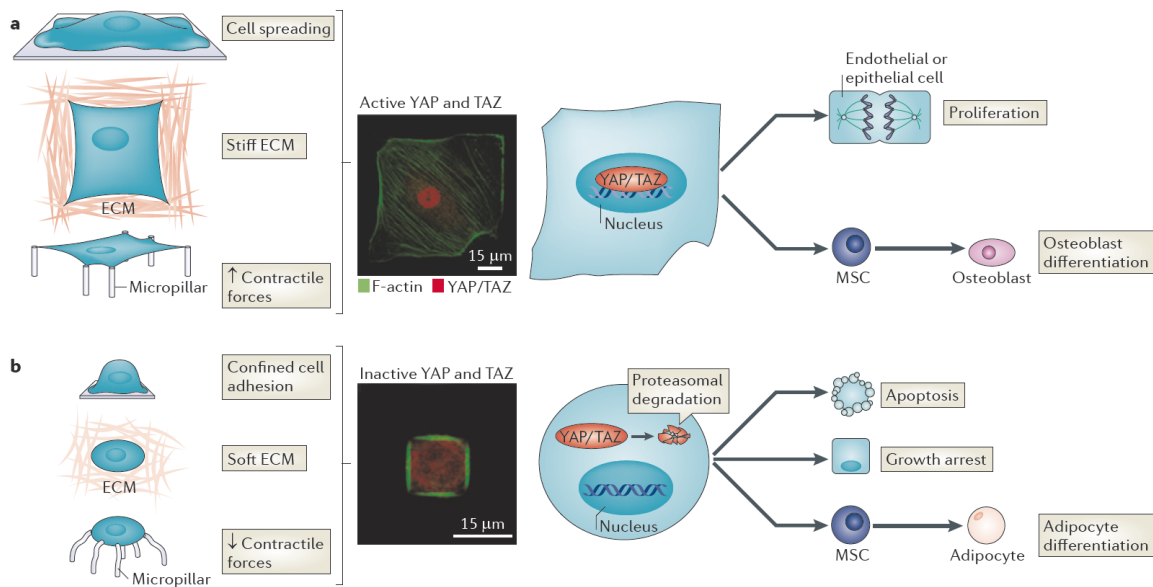 a
Cell spreading
Stiff ECM
ECM
Micropillar
↑ Contractile
forces
Active YAP and TAZ
15 μm
F-actin YAP/TAZ
YAP/TAZ
Nucleus
Endothelial or
epithelial cell
Proliferation
MSC
Osteoblast
Osteoblast
differentiation
b
Confined cell
adhesion
Soft ECM
ECM
↓ Contractile
forces
Micropillar
Inactive YAP and TAZ
15 μm
Proteasomal
degradation
YAP/TAZ
Nucleus
Apoptosis
Growth arrest
MSC
Adipocyte
Adipocyte
differentiation